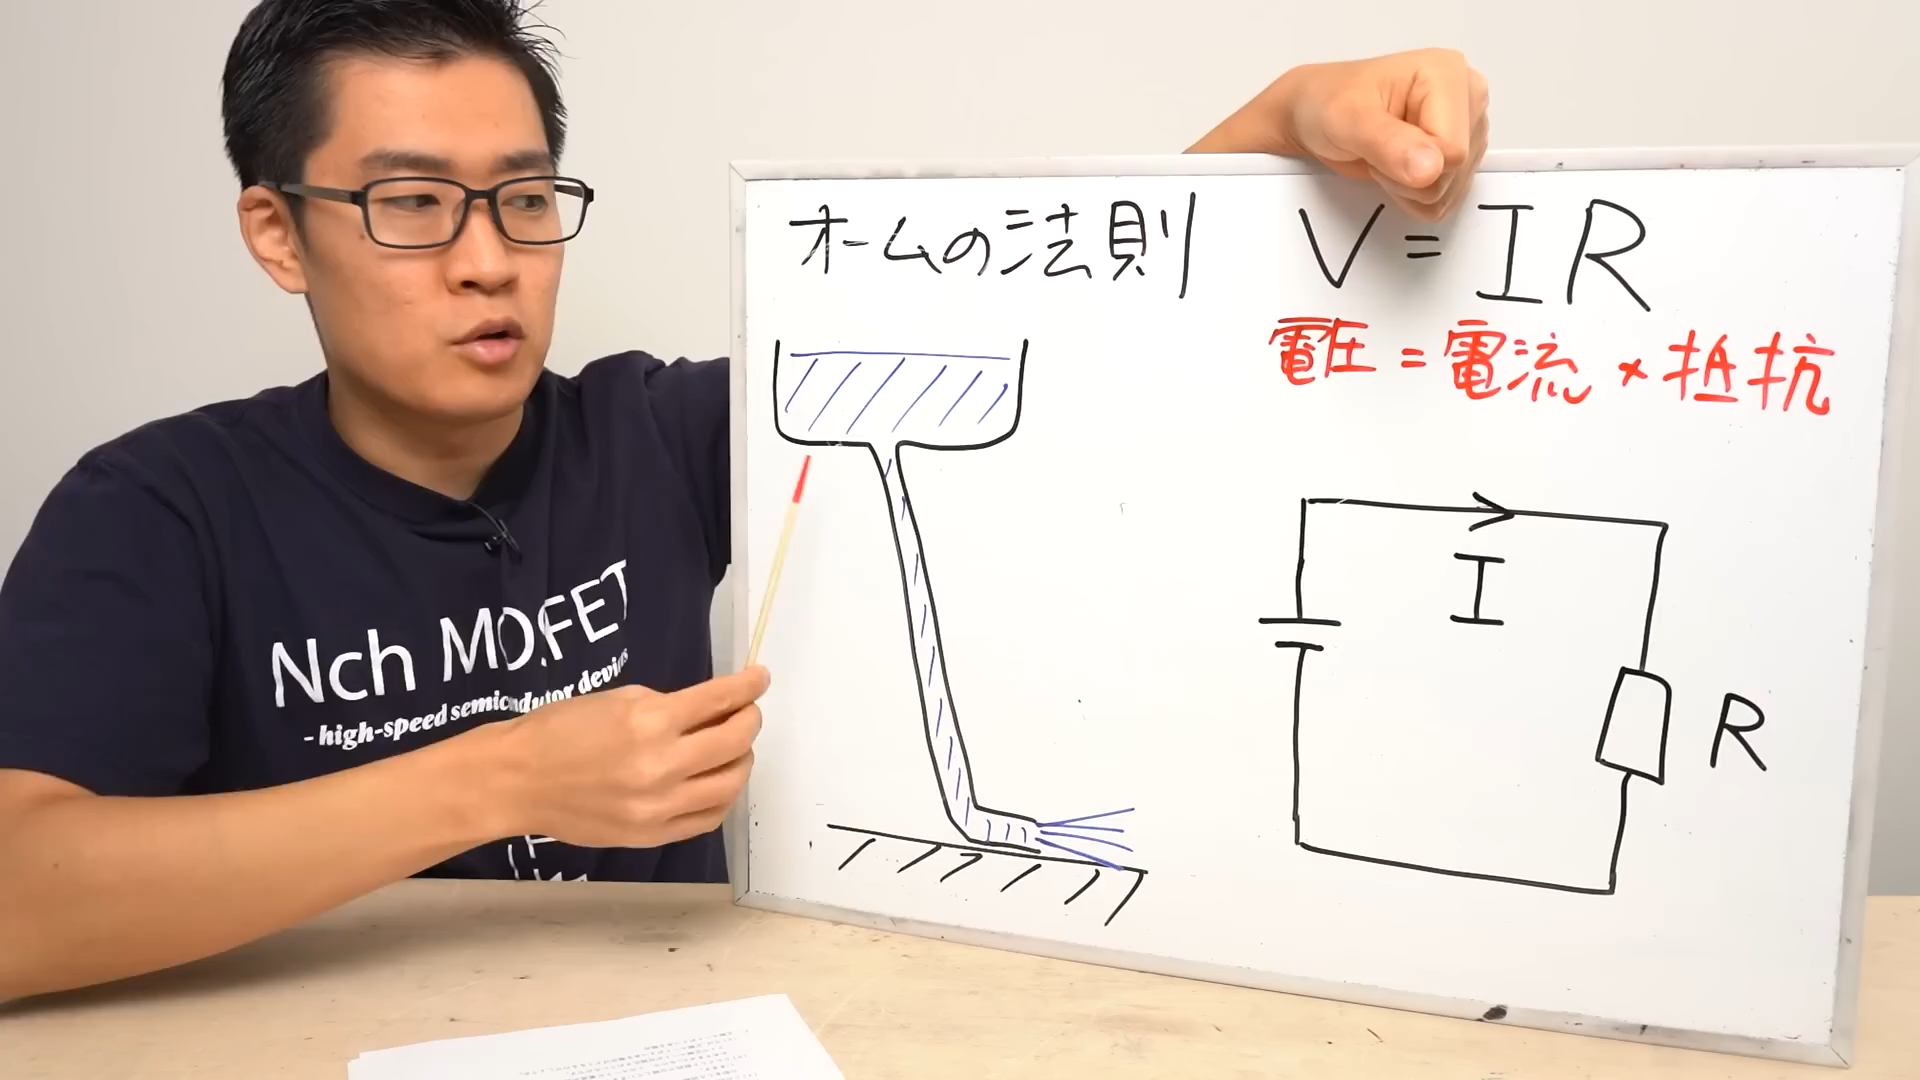 オームの法則
V = IR
電圧 = 電流 × 抵抗
I
R
Nch MOSFET
- high-speed semiconductor devices